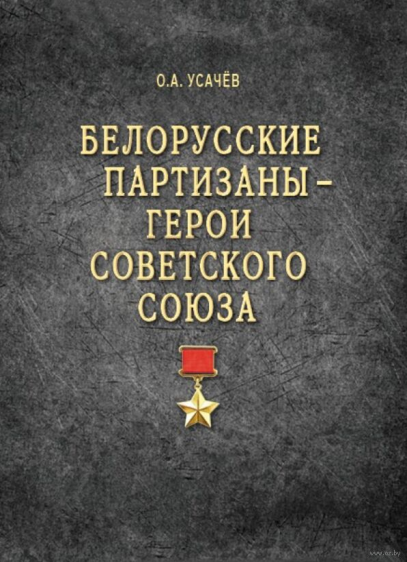 О.А. УСАЧЁВ
БЕЛОРУССКИЕ
ПАРТИЗАНЫ –
ГЕРОИ
СОВЕТСКОГО
СОЮЗА